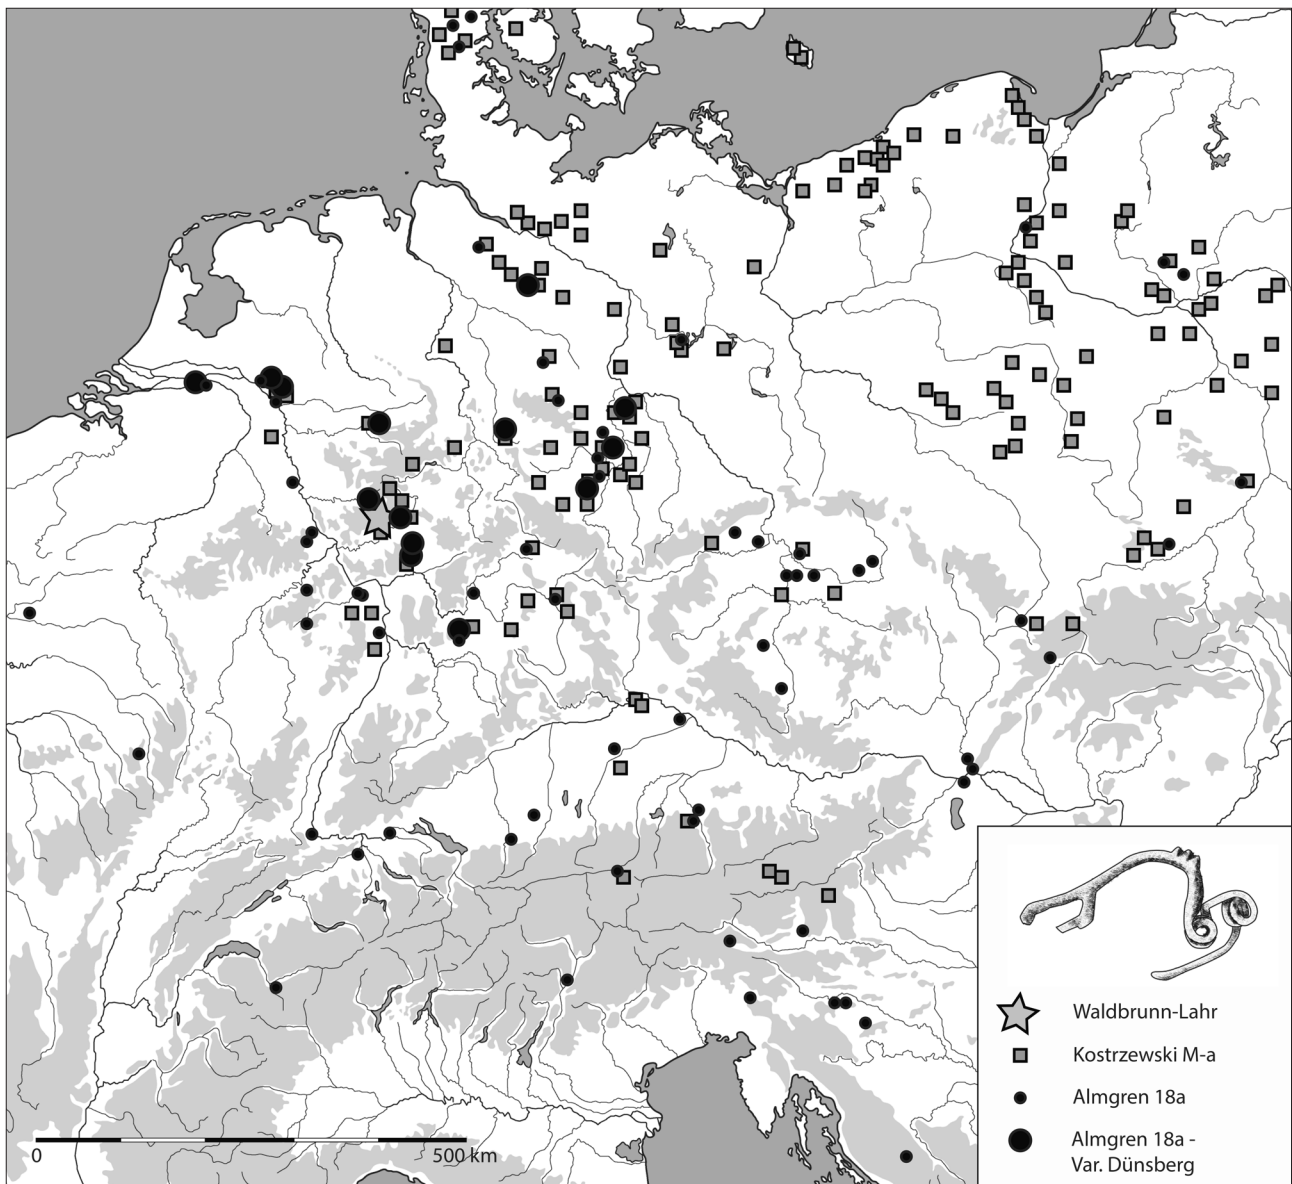 Waldbrunn-Lahr
Kostrzewski M-a
Almgren 18a
Almgren 18a -
Var. Dünsberg
0
500 km